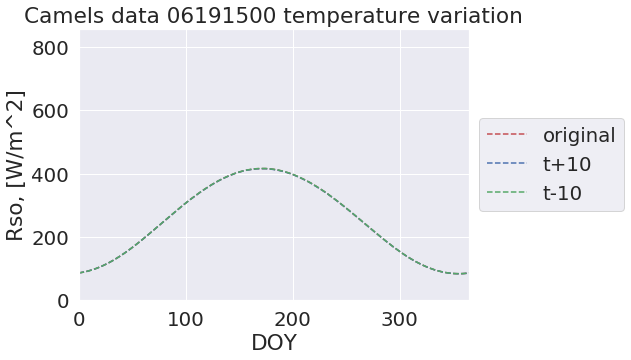 Camels data 06191500 temperature variation
800
600
400
200
0
Rso, [W/m^2]
0 100 200 300
DOY
original
t+10
t-10